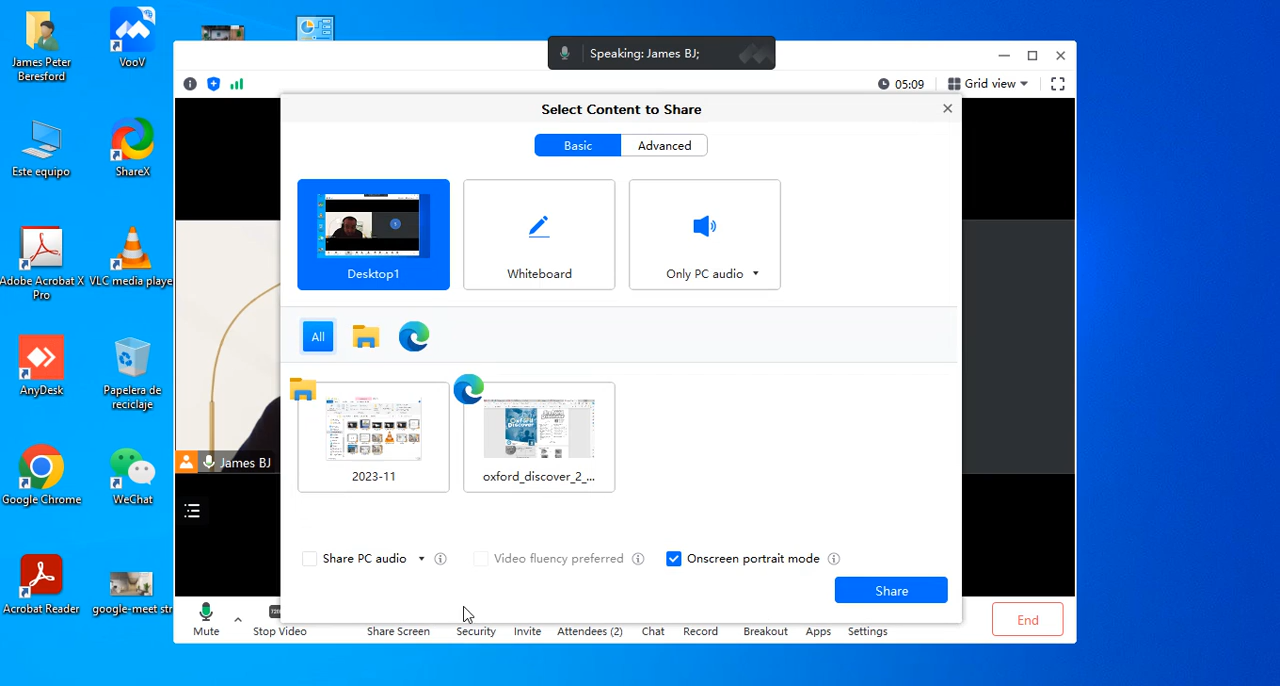 James Peter
Beresford
VooV
Este equipo
ShareX
Adobe Acrobat X
Pro
VLC media playe
AnyDesk
Papelera de
reciclaje
Google Chrome
WeChat
Acrobat Reader
google-meet str
Speaking: James BJ;
05:09
Grid view
Select Content to Share
Basic
Advanced
Desktop1
Whiteboard
Only PC audio
All
2023-11
oxford_discover_2_...
Oxford
Discover
James BJ
Share PC audio
Video fluency preferred
Onscreen portrait mode
Share
720
Mute
Stop Video
Share Screen
Security
Invite
Attendees (2)
Chat
Record
Breakout
Apps
Settings
End